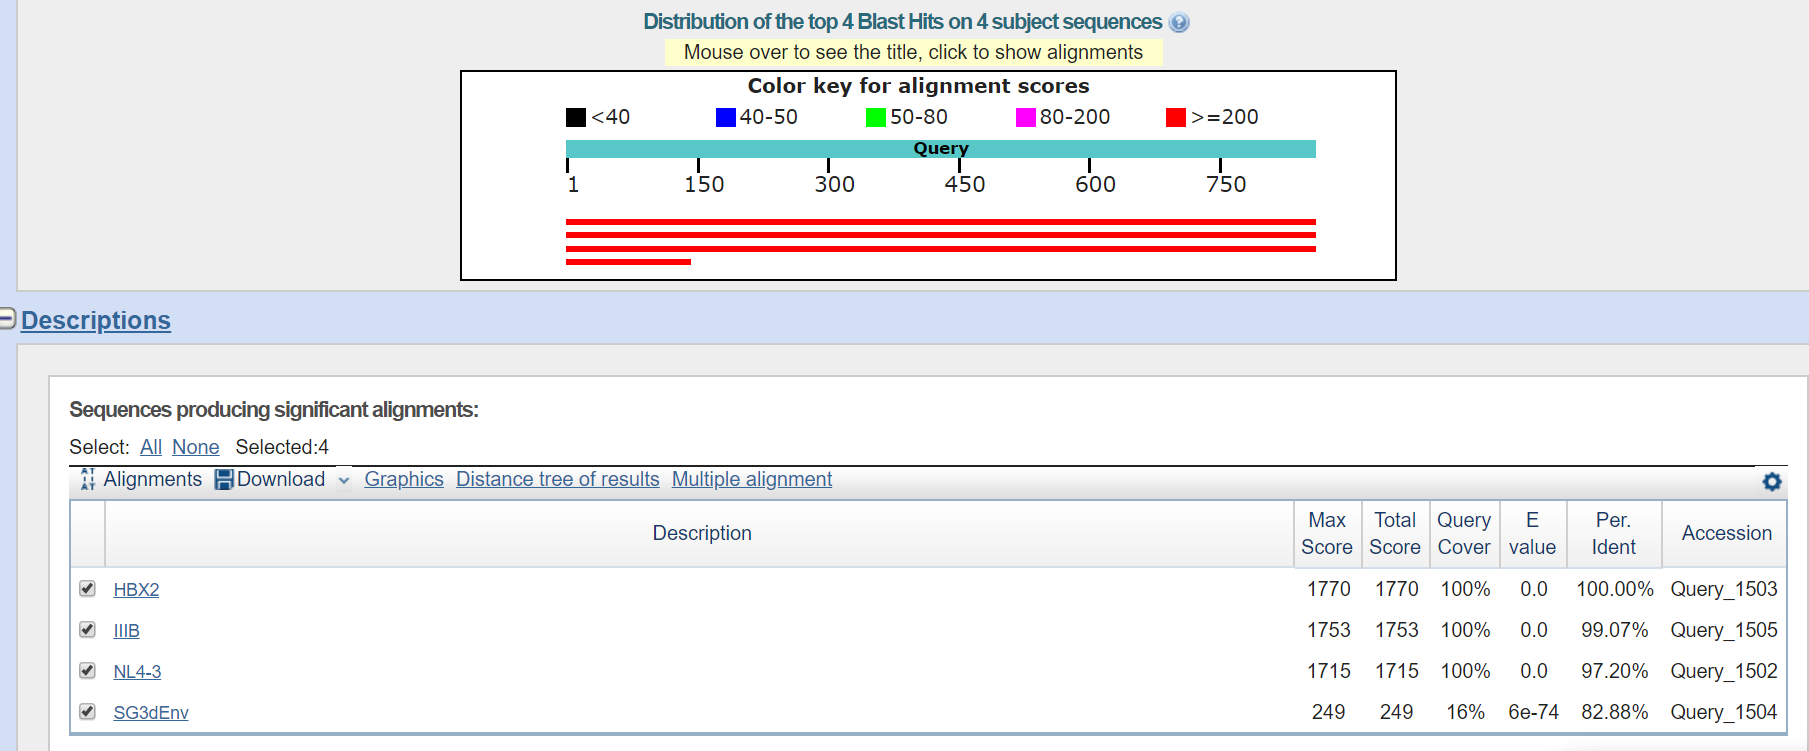 Distribution of the top 4 Blast Hits on 4 subject sequences
Mouse over to see the title, click to show alignments
Color key for alignment scores
<40 40-50 50-80 80-200 >=200
Query
1 150 300 450 600 750
Descriptions
Sequences producing significant alignments:
Select: All None Selected:4
Alignments Download Graphics Distance tree of results Multiple alignment
Description Max Score Total Score Query Cover E value Per. Ident Accession
HBX2 1770 1770 100% 0.0 100.00% Query_1503
IIIB 1753 1753 100% 0.0 99.07% Query_1505
NL4-3 1715 1715 100% 0.0 97.20% Query_1502
SG3dEnv 249 249 16% 6e-74 82.88% Query_1504